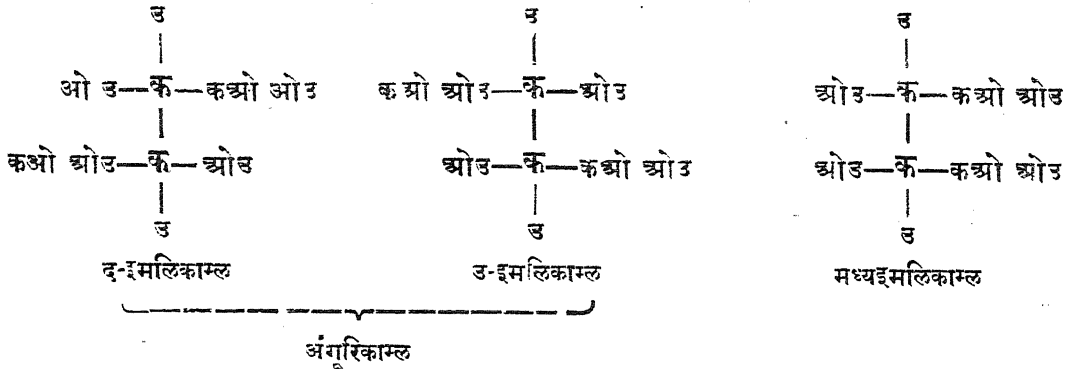 उ उ उ
ओ उ—क—कओ ओउ कओ ओउ—क—ओउ ओउ—क—कओ ओउ
कओ ओउ—क—ओउ ओउ—क—कओ ओउ ओउ—क—कओ ओउ
उ उ उ
द-इमलिकाम्ल उ-इमलिकाम्ल मध्यइमलिकाम्ल
अंगूरिकाम्ल